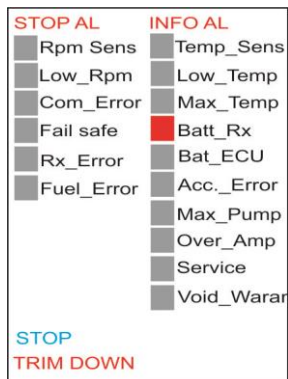 STOP AL
Rpm Sens
Low_Rpm
Com_Error
Fail safe
Rx_Error
Fuel_Error
INFO AL
Temp_Sens
Low_Temp
Max_Temp
Batt_Rx
Bat_ECU
Acc._Error
Max_Pump
Over_Amp
Service
Void_Warar
STOP
TRIM DOWN